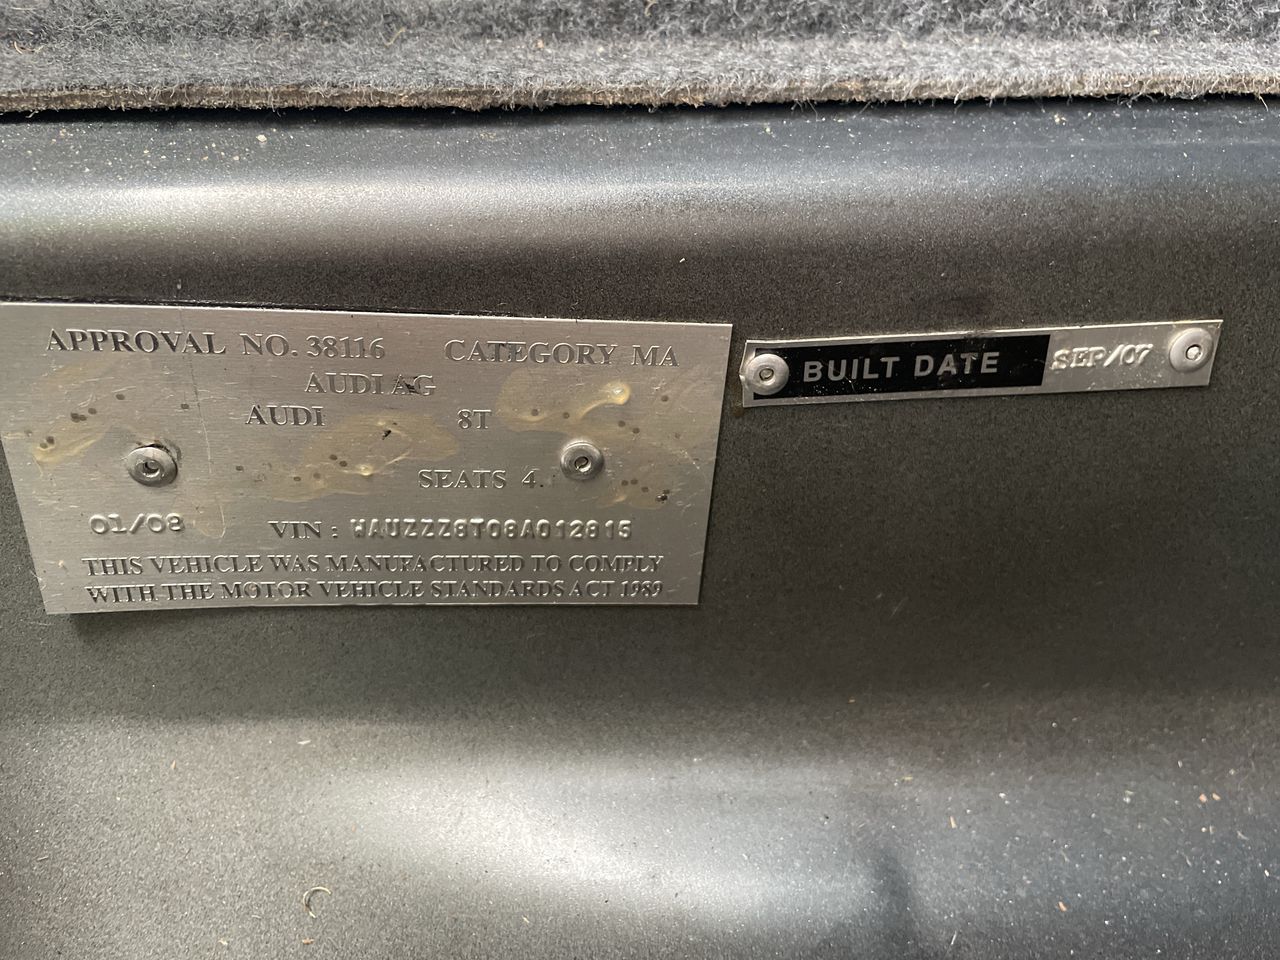 APPROVAL NO. 38116 CATEGORY MA
AUDI AG
AUDI 8T
SEATS 4.
01/08 VIN : WAUZZZ8T08A012815
THIS VEHICLE WAS MANUFACTURED TO COMPLY
WITH THE MOTOR VEHICLE STANDARDS ACT 1989
BUILT DATE SEP/07